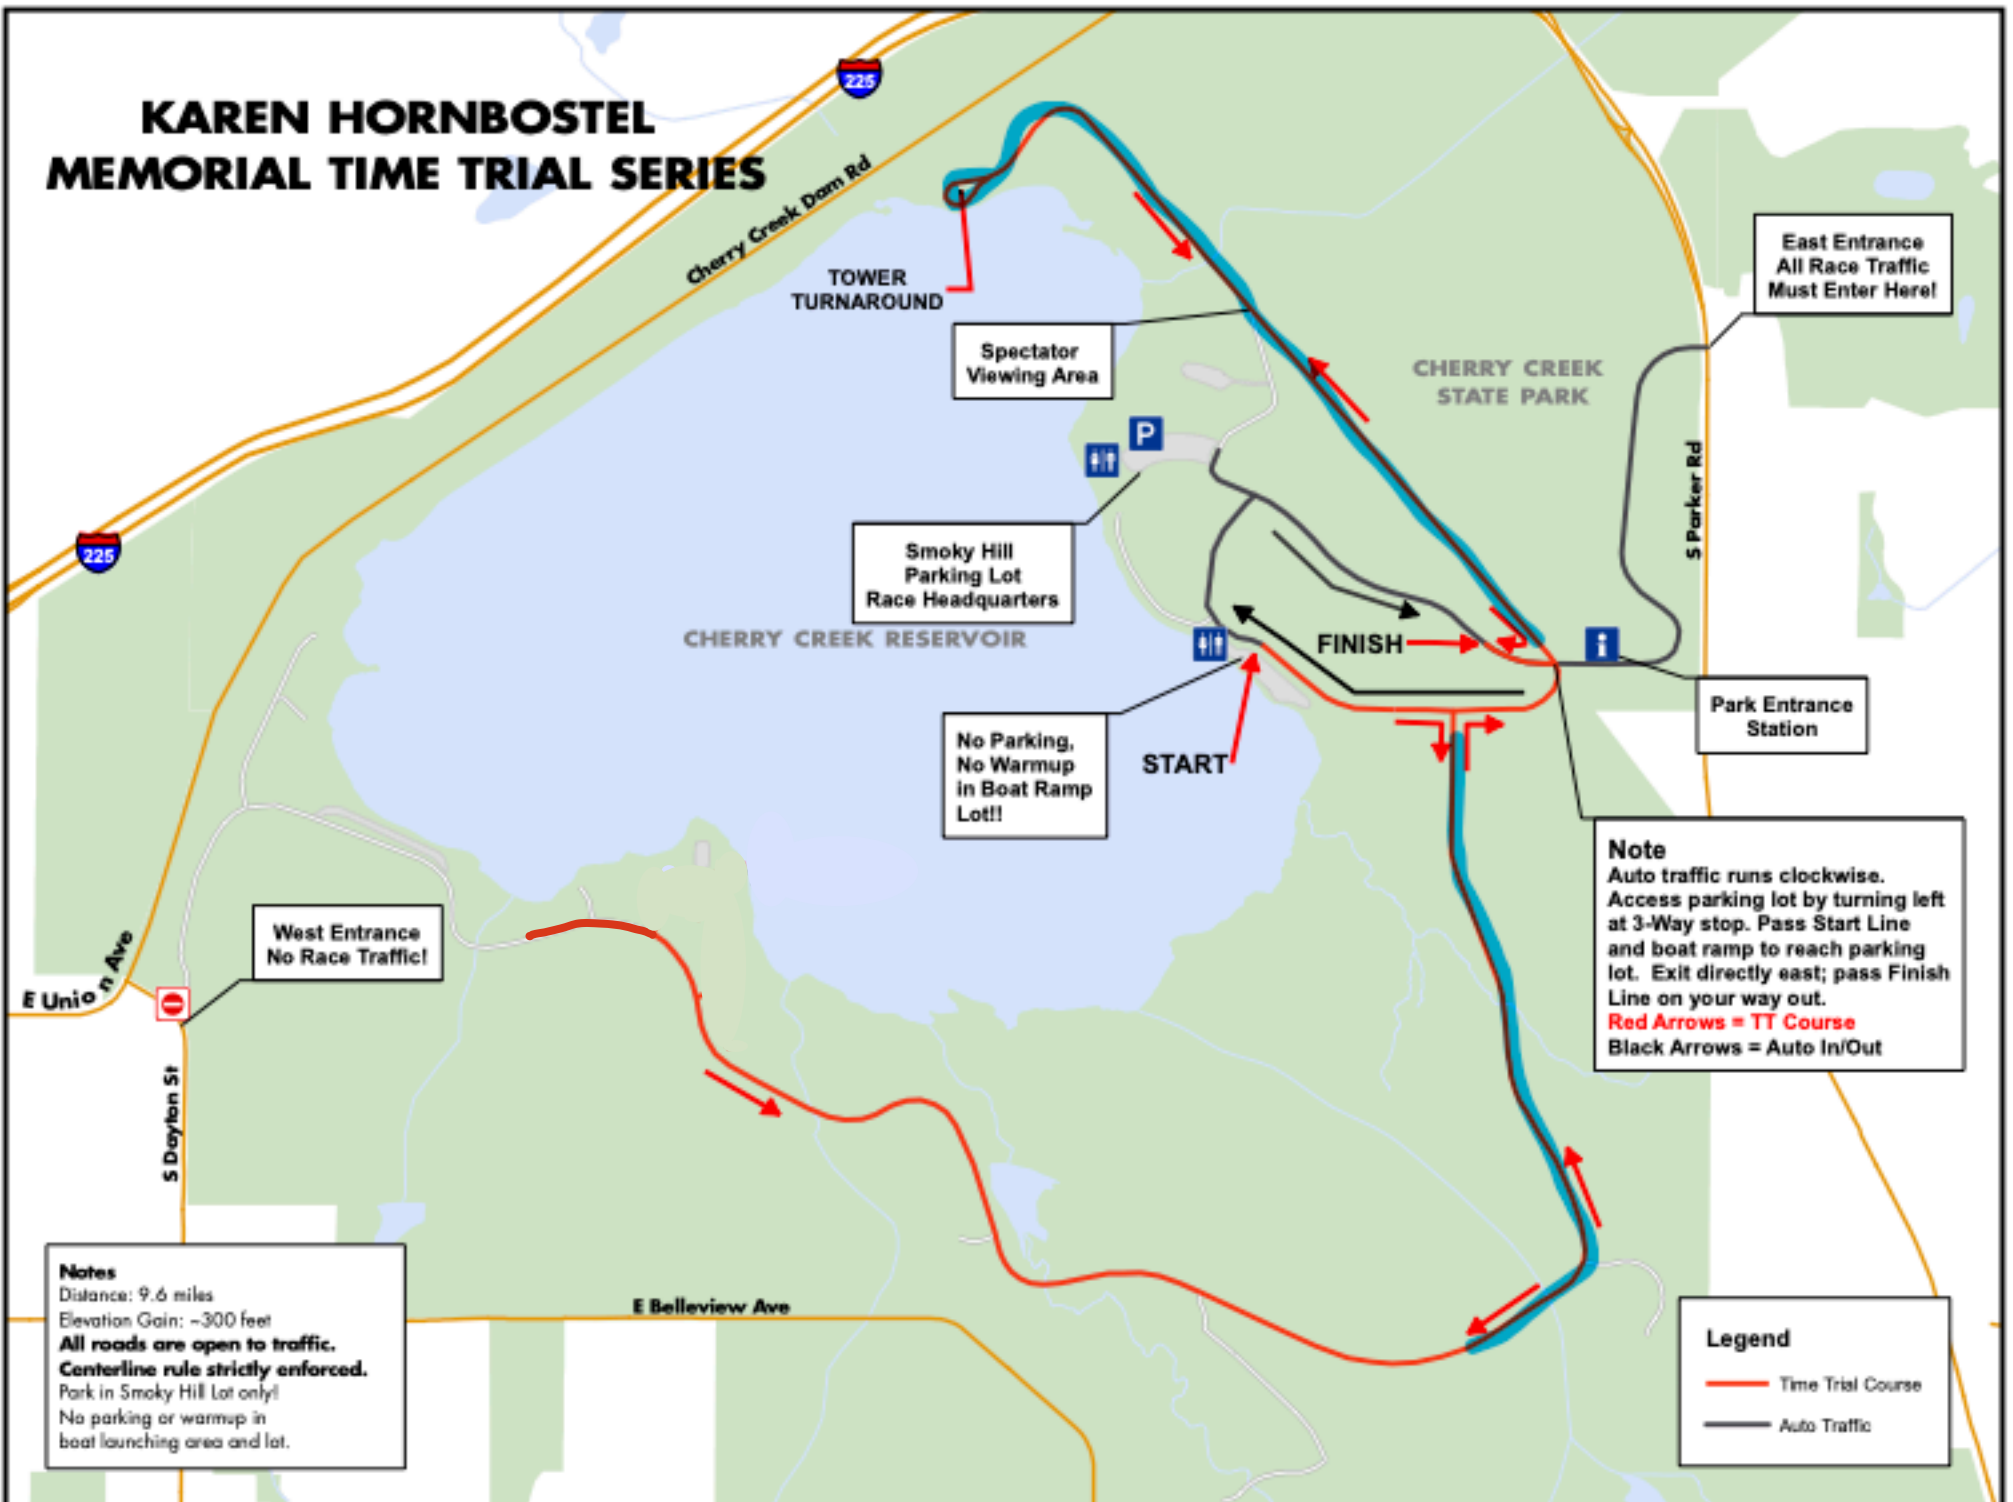 KAREN HORNBOSTEL
MEMORIAL TIME TRIAL SERIES
225
225
Cherry Creek Dam Rd
TOWER
TURNAROUND
East Entrance
All Race Traffic
Must Enter Here!
Spectator
Viewing Area
CHERRY CREEK
STATE PARK
P
S Parker Rd
Smoky Hill
Parking Lot
Race Headquarters
CHERRY CREEK RESERVOIR
FINISH
i
Park Entrance
Station
No Parking,
No Warmup
in Boat Ramp
Lot!!
START
Note
Auto traffic runs clockwise.
Access parking lot by turning left
at 3-Way stop. Pass Start Line
and boat ramp to reach parking
lot. Exit directly east; pass Finish
Line on your way out.
Red Arrows = TT Course
Black Arrows = Auto In/Out
West Entrance
No Race Traffic!
E Union Ave
S Dayton St
E Belleview Ave
Notes
Distance: 9.6 miles
Elevation Gain: ~300 feet
All roads are open to traffic.
Centerline rule strictly enforced.
Park in Smoky Hill Lot only!
No parking or warmup in
boat launching area and lot.
Legend
Time Trial Course
Auto Traffic